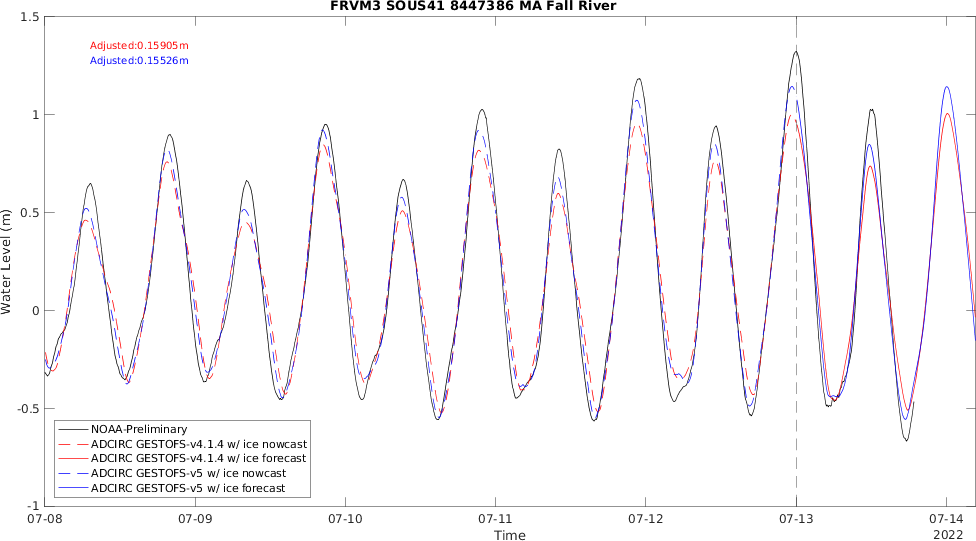 FRVM3 SOUS41 8447386 MA Fall River
1.5
Adjusted:0.15905m
Adjusted:0.15526m
1
0.5
0
-0.5
-1
Water Level (m)
NOAA-Preliminary
ADCIRC GESTOFS-v4.1.4 w/ ice nowcast
ADCIRC GESTOFS-v4.1.4 w/ ice forecast
ADCIRC GESTOFS-v5 w/ ice nowcast
ADCIRC GESTOFS-v5 w/ ice forecast
07-08 07-09 07-10 07-11 07-12 07-13 07-14
Time
2022